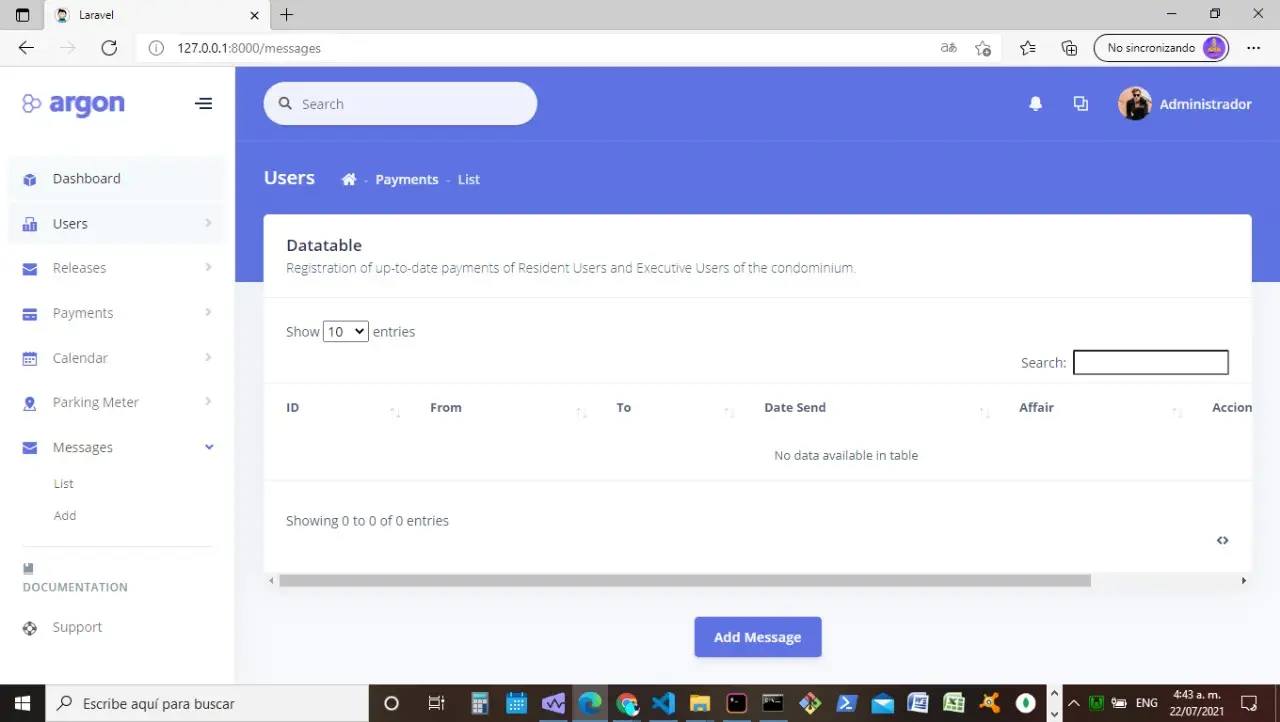 Laravel
127.0.0.1:8000/messages
aあ
No sincronizando
argon
Search
Administrador
Dashboard
Users
Releases
Payments
Calendar
Parking Meter
Messages
List
Add
DOCUMENTATION
Support
Users - Payments - List
Datatable
Registration of up-to-date payments of Resident Users and Executive Users of the condominium.
Show 10 entries
Search:
ID From To Date Send Affair Accion
No data available in table
Showing 0 to 0 of 0 entries
Add Message
Escribe aquí para buscar
ENG
4:43 a. m.
22/07/2021